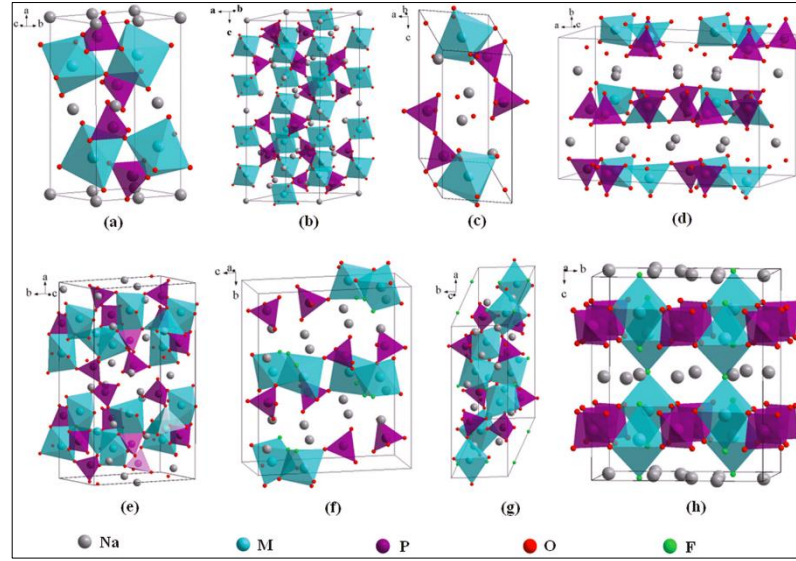 a
c b
a b
c
a b
c
b
a c
(a) (b) (c) (d)
a
b c
c a
b
a
b c
a b
c
(e) (f) (g) (h)
Na M P O F